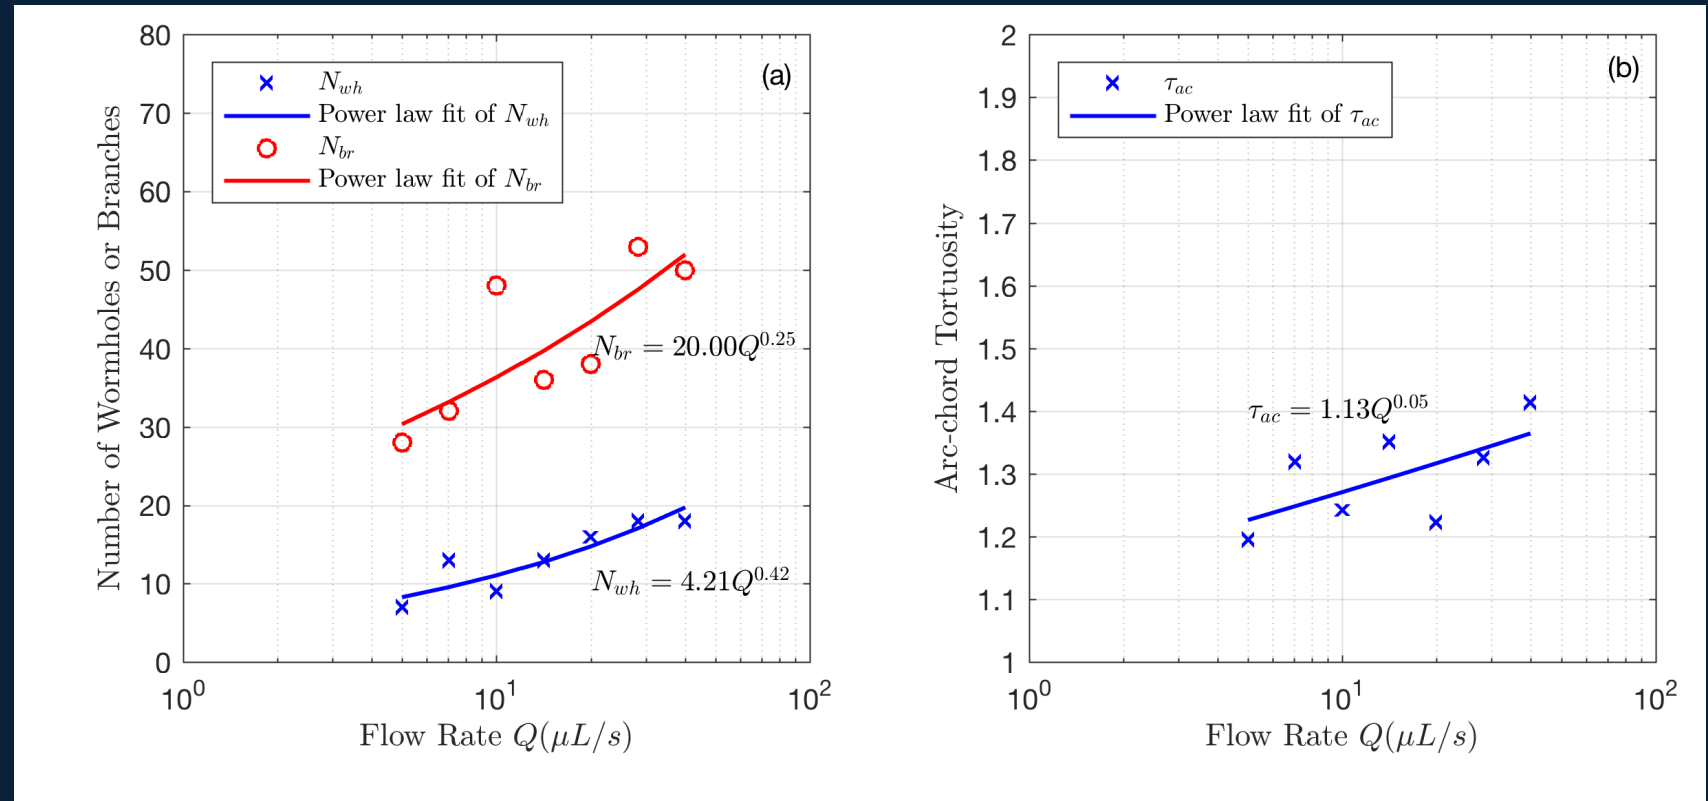 (a)
N_wh
Power law fit of N_wh
N_br
Power law fit of N_br
80
70
60
50
40
30
20
10
0
Number of Wormholes or Branches
N_br = 20.00Q^0.25
N_wh = 4.21Q^0.42
10^0
10^1
10^2
Flow Rate Q(μL/s)
(b)
τ_ac
Power law fit of τ_ac
2
1.9
1.8
1.7
1.6
1.5
1.4
1.3
1.2
1.1
1
Arc-chord Tortuosity
τ_ac = 1.13Q^0.05
10^0
10^1
10^2
Flow Rate Q(μL/s)